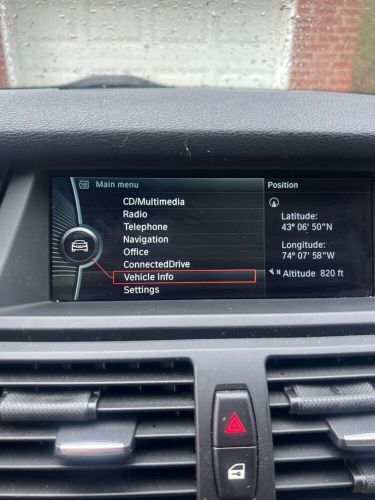 Main menu
CD/Multimedia
Radio
Telephone
Navigation
Office
ConnectedDrive
Vehicle Info
Settings
Position
Latitude:
43° 06' 50" N
Longitude:
74° 07' 58" W
N Altitude 820 ft